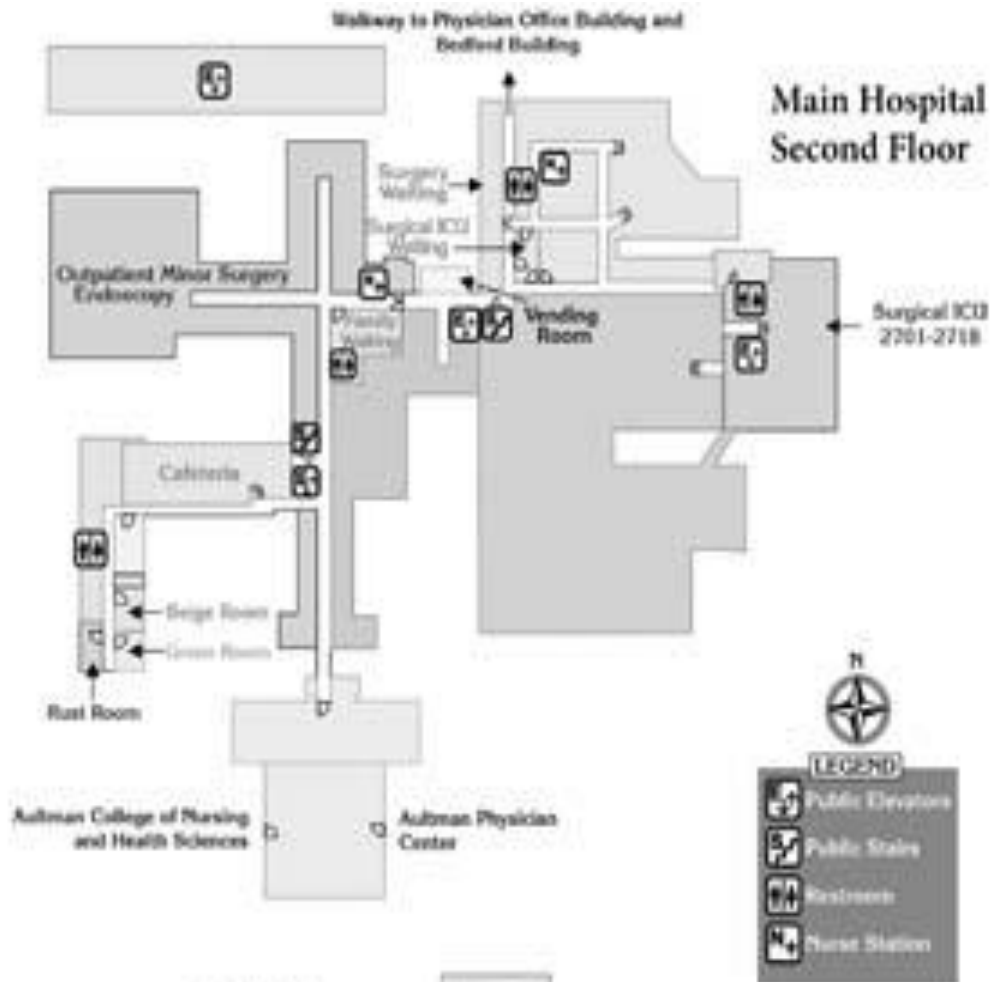 Walkway to Physician Office Building and
Bedford Building
Main Hospital
Second Floor
Surgery
Waiting
Surgical ICU
Waiting
Outpatient Minor Surgery
Endoscopy
Family
Waiting
Vending
Room
Surgical ICU
2701-2718
Cafeteria
Beige Room
Green Room
Rust Room
N
LEGEND
Public Elevators
Public Stairs
Restroom
Nurse Station
Aultman College of Nursing
and Health Sciences
Aultman Physician
Center